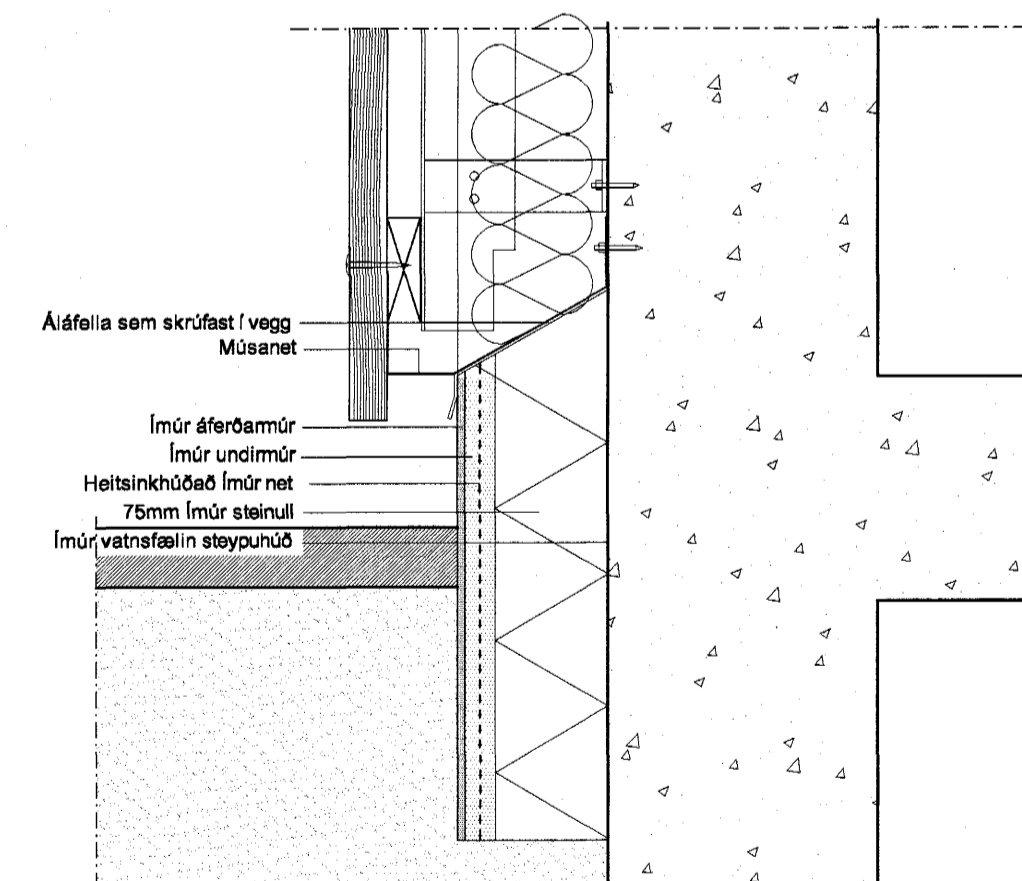 Áláfella sem skrúfast í vegg
Músanet
Ímúr áferðarmúr
Ímúr undirmúr
Heitsinkhúðað Ímúr net
75mm Ímúr steinull
Ímúr vatnsfælin steypuhúð